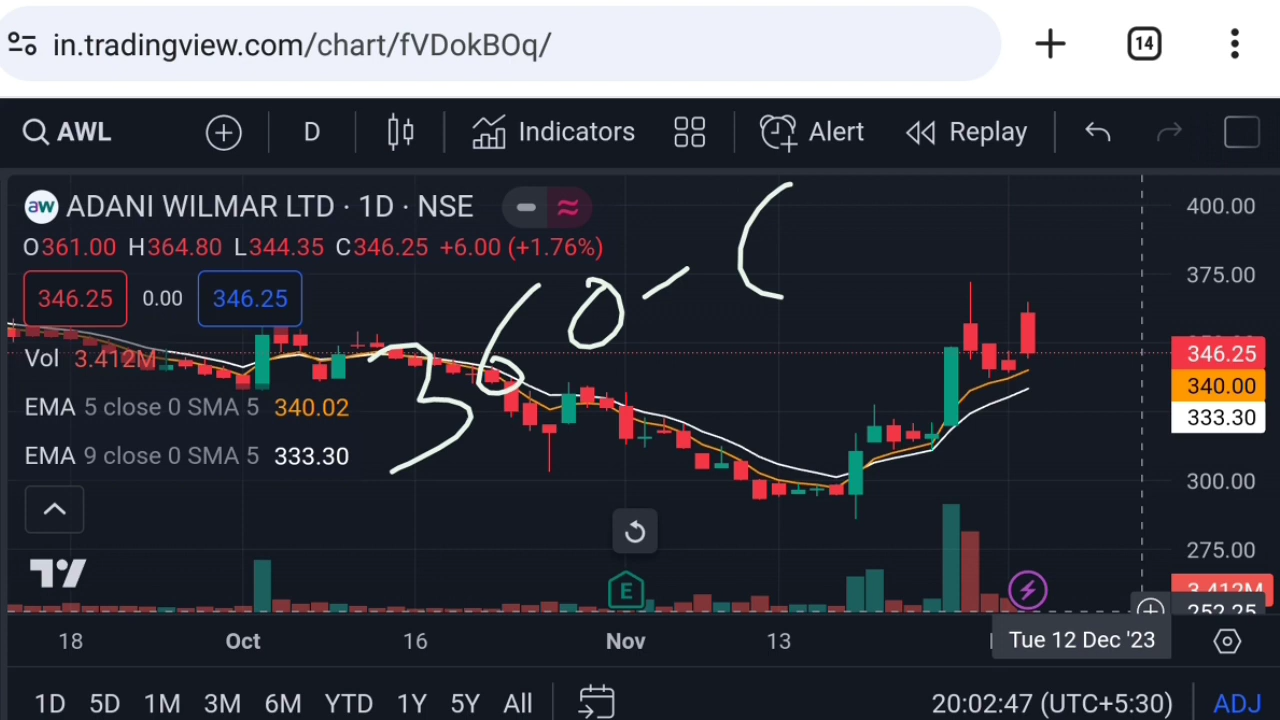 in.tradingview.com/chart/fVDokBOq/ 14
AWL D Indicators Alert Replay
aw ADANI WILMAR LTD · 1D · NSE
O361.00 H364.80 L344.35 C346.25 +6.00 (+1.76%)
346.25 0.00 346.25
Vol 3.412M
EMA 5 close 0 SMA 5 340.02
EMA 9 close 0 SMA 5 333.30
360-(
400.00
375.00
346.25
340.00
333.30
300.00
275.00
3.412M
252.25
E
18 Oct 16 Nov 13 Tue 12 Dec '23
1D 5D 1M 3M 6M YTD 1Y 5Y All 20:02:47 (UTC+5:30) ADJ